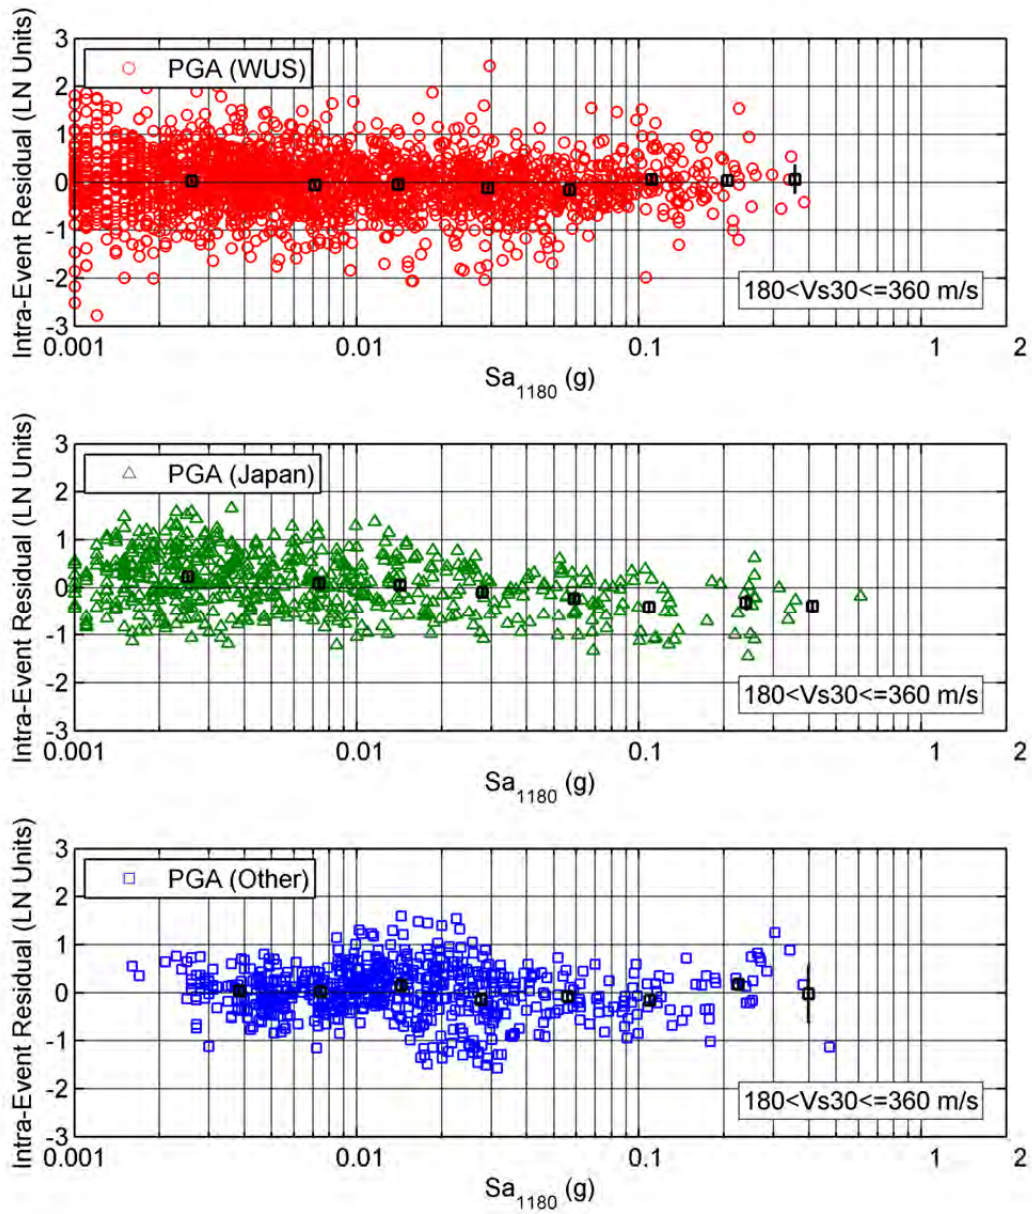 Intra-Event Residual (LN Units)
3
2
1
0
-1
-2
-3
PGA (WUS)
180<Vs30<=360 m/s
0.001 0.01 0.1 1 2
Sa1180 (g)
Intra-Event Residual (LN Units)
3
2
1
0
-1
-2
-3
PGA (Japan)
180<Vs30<=360 m/s
0.001 0.01 0.1 1 2
Sa1180 (g)
Intra-Event Residual (LN Units)
3
2
1
0
-1
-2
-3
PGA (Other)
180<Vs30<=360 m/s
0.001 0.01 0.1 1 2
Sa1180 (g)